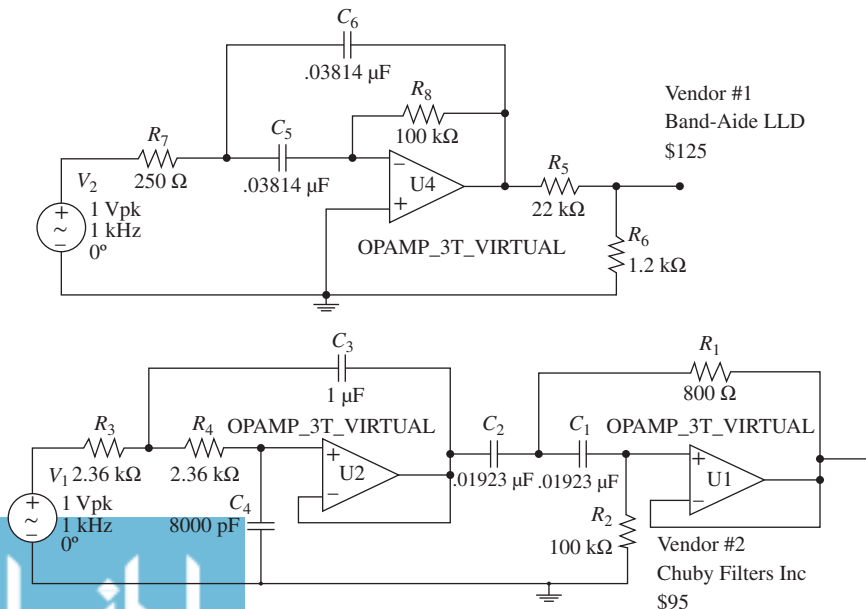 C6
.03814 µF
R8
100 kΩ
Vendor #1
Band-Aide LLD
$125
R7
250 Ω
C5
.03814 µF
V2
1 Vpk
1 kHz
0°
+
~
−
−
+
U4
OPAMP_3T_VIRTUAL
R5
22 kΩ
R6
1.2 kΩ
C3
1 µF
R1
800 Ω
R3
2.36 kΩ
R4
2.36 kΩ
OPAMP_3T_VIRTUAL
+
−
U2
C2
.01923 µF
C1
.01923 µF
OPAMP_3T_VIRTUAL
+
−
U1
V1
1 Vpk
1 kHz
0°
+
~
−
C4
8000 pF
R2
100 kΩ
Vendor #2
Chuby Filters Inc
$95